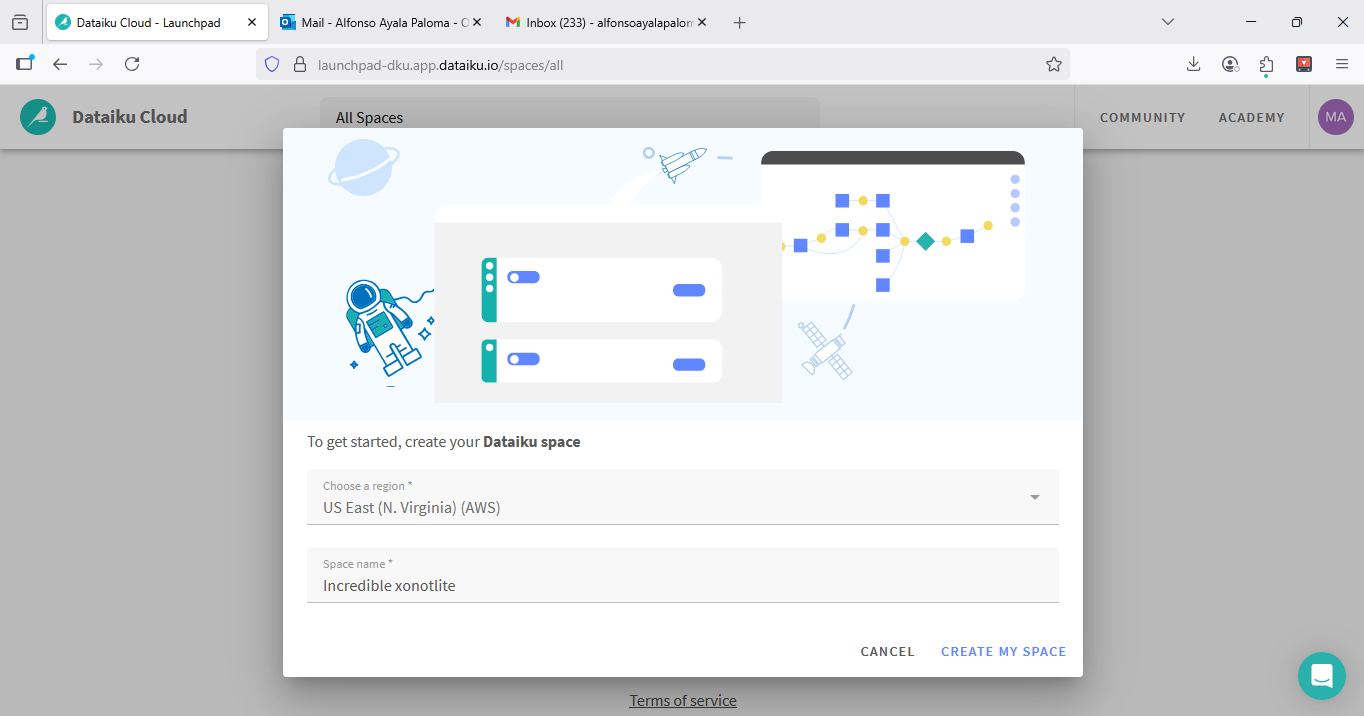 Dataiku Cloud - Launchpad
Mail - Alfonso Ayala Paloma - O
Inbox (233) - alfonsoayalapalom
launchpad-dku.app.dataiku.io/spaces/all
Dataiku Cloud
All Spaces
COMMUNITY
ACADEMY
MA
To get started, create your Dataiku space
Choose a region *
US East (N. Virginia) (AWS)
Space name *
Incredible xonotlite
CANCEL
CREATE MY SPACE
Terms of service